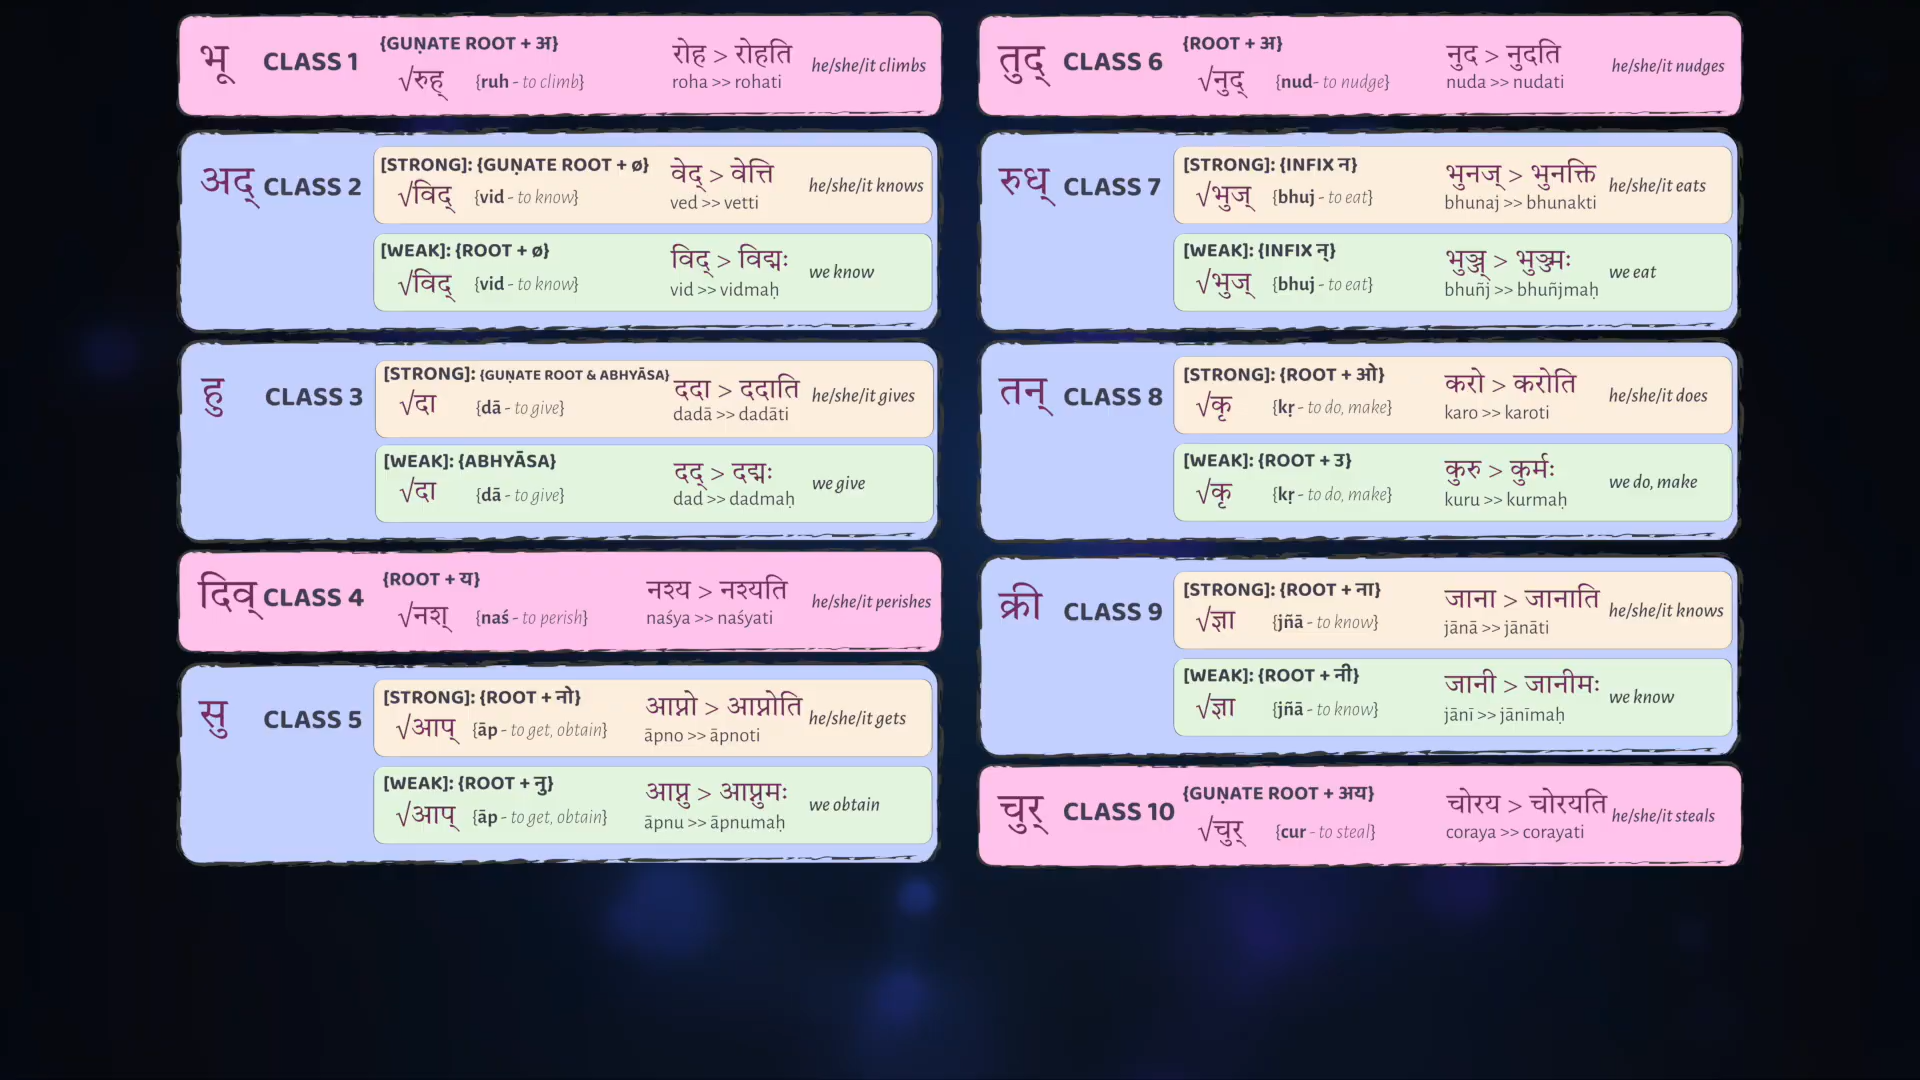 भू CLASS 1
{GUṆATE ROOT + अ}
√रुह् {ruh - to climb}
रोह > रोहति
roha >> rohati
he/she/it climbs
अद् CLASS 2
[STRONG]: {GUṆATE ROOT + ø}
√विद् {vid - to know}
वेद् > वेत्ति
ved >> vetti
he/she/it knows
[WEAK]: {ROOT + ø}
√विद् {vid - to know}
विद् > विद्मः
vid >> vidmaḥ
we know
हु CLASS 3
[STRONG]: {GUṆATE ROOT & ABHYĀSA}
√दा {dā - to give}
ददा > ददाति
dadā >> dadāti
he/she/it gives
[WEAK]: {ABHYĀSA}
√दा {dā - to give}
दद् > दद्मः
dad >> dadmaḥ
we give
दिव् CLASS 4
{ROOT + य}
√नश् {naś - to perish}
नश्य > नश्यति
naśya >> naśyati
he/she/it perishes
सु CLASS 5
[STRONG]: {ROOT + नो}
√आप् {āp - to get, obtain}
आप्नो > आप्नोति
āpno >> āpnoti
he/she/it gets
[WEAK]: {ROOT + नु}
√आप् {āp - to get, obtain}
आप्नु > आप्नुमः
āpnu >> āpnumaḥ
we obtain
तुद् CLASS 6
{ROOT + अ}
√नुद् {nud- to nudge}
नुद > नुदति
nuda >> nudati
he/she/it nudges
रुध् CLASS 7
[STRONG]: {INFIX न}
√भुज् {bhuj - to eat}
भुनज् > भुनक्ति
bhunaj >> bhunakti
he/she/it eats
[WEAK]: {INFIX न्}
√भुज् {bhuj - to eat}
भुञ्ज् > भुञ्ज्मः
bhuñj >> bhuñjmaḥ
we eat
तन् CLASS 8
[STRONG]: {ROOT + ओ}
√कृ {kṛ - to do, make}
करो > करोति
karo >> karoti
he/she/it does
[WEAK]: {ROOT + उ}
√कृ {kṛ - to do, make}
कुरु > कुर्मः
kuru >> kurmaḥ
we do, make
क्री CLASS 9
[STRONG]: {ROOT + ना}
√ज्ञा {jñā - to know}
जाना > जानाति
jānā >> jānāti
he/she/it knows
[WEAK]: {ROOT + नी}
√ज्ञा {jñā - to know}
जानी > जानीमः
jānī >> jānīmaḥ
we know
चुर् CLASS 10
{GUṆATE ROOT + अय}
√चुर् {cur - to steal}
चोरय > चोरयति
coraya >> corayati
he/she/it steals